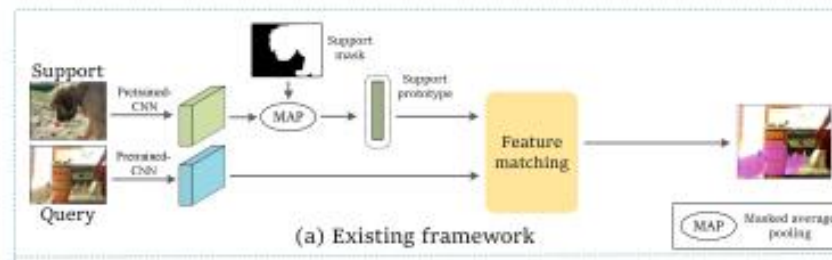 Support
mask
Support
Pretrained-
CNN
Support
prototype
MAP
Pretrained-
CNN
Feature
matching
Query
(a) Existing framework
MAP
Masked average
pooling